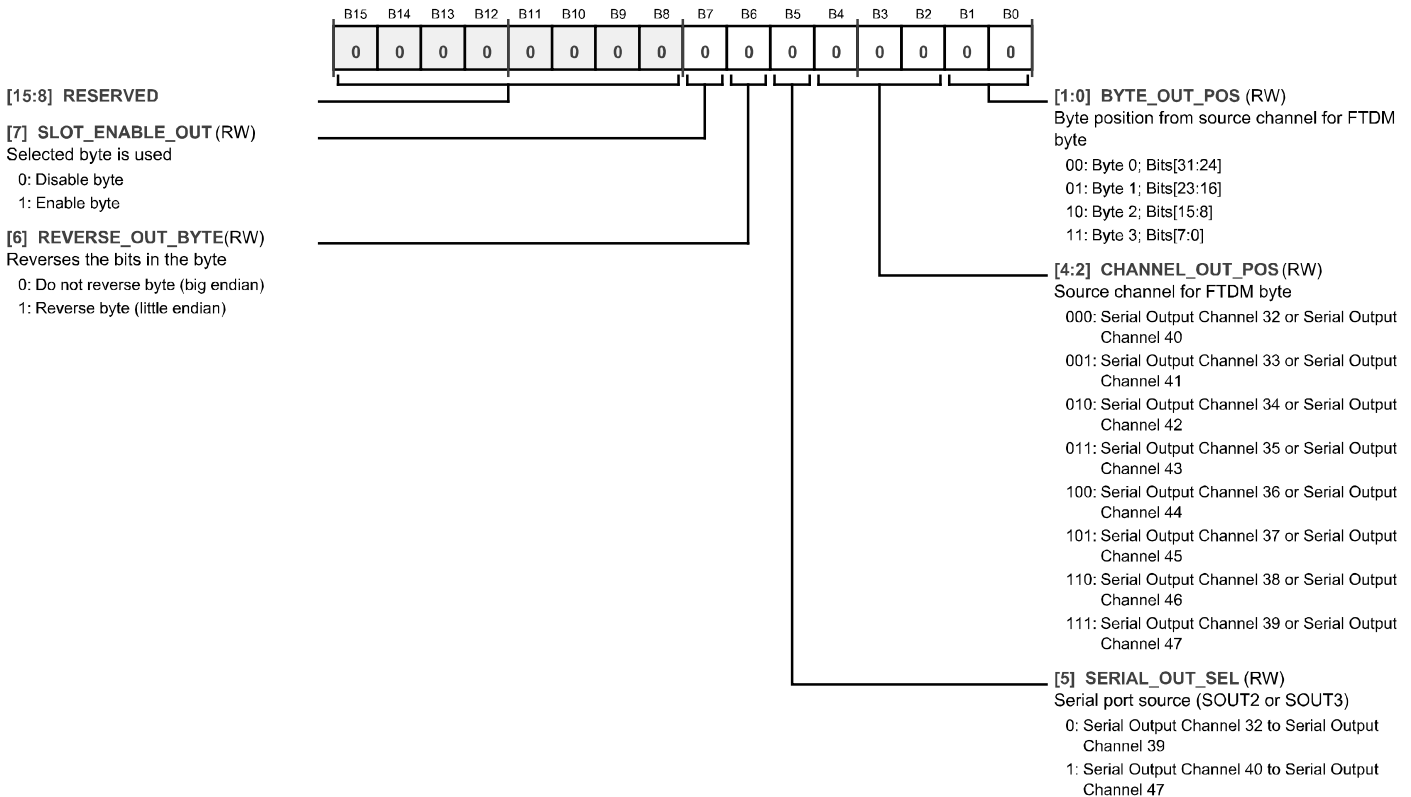 B15 B14 B13 B12 B11 B10 B9 B8 B7 B6 B5 B4 B3 B2 B1 B0
0 0 0 0 0 0 0 0 0 0 0 0 0 0 0 0
[15:8] RESERVED
[7] SLOT_ENABLE_OUT (RW)
Selected byte is used
0: Disable byte
1: Enable byte
[6] REVERSE_OUT_BYTE(RW)
Reverses the bits in the byte
0: Do not reverse byte (big endian)
1: Reverse byte (little endian)
[1:0] BYTE_OUT_POS (RW)
Byte position from source channel for FTDM
byte
00: Byte 0; Bits[31:24]
01: Byte 1; Bits[23:16]
10: Byte 2; Bits[15:8]
11: Byte 3; Bits[7:0]
[4:2] CHANNEL_OUT_POS (RW)
Source channel for FTDM byte
000: Serial Output Channel 32 or Serial Output
Channel 40
001: Serial Output Channel 33 or Serial Output
Channel 41
010: Serial Output Channel 34 or Serial Output
Channel 42
011: Serial Output Channel 35 or Serial Output
Channel 43
100: Serial Output Channel 36 or Serial Output
Channel 44
101: Serial Output Channel 37 or Serial Output
Channel 45
110: Serial Output Channel 38 or Serial Output
Channel 46
111: Serial Output Channel 39 or Serial Output
Channel 47
[5] SERIAL_OUT_SEL (RW)
Serial port source (SOUT2 or SOUT3)
0: Serial Output Channel 32 to Serial Output
Channel 39
1: Serial Output Channel 40 to Serial Output
Channel 47